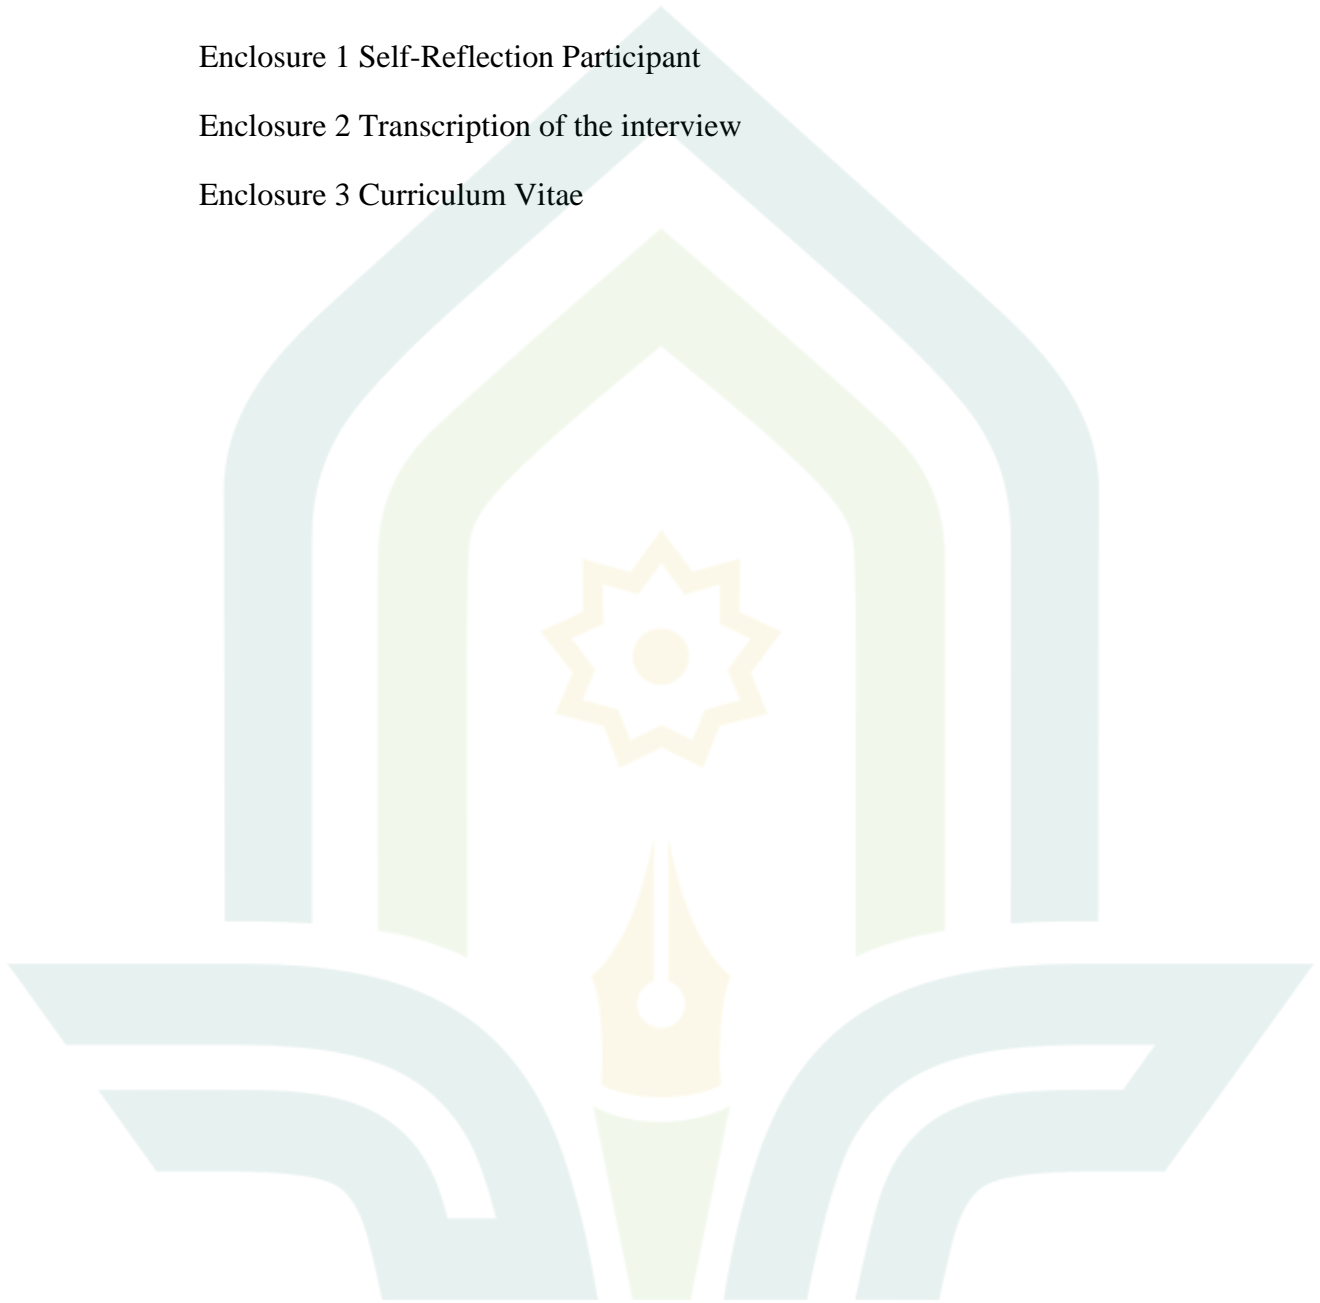 Enclosure 1 Self-Reflection Participant
Enclosure 2 Transcription of the interview
Enclosure 3 Curriculum Vitae